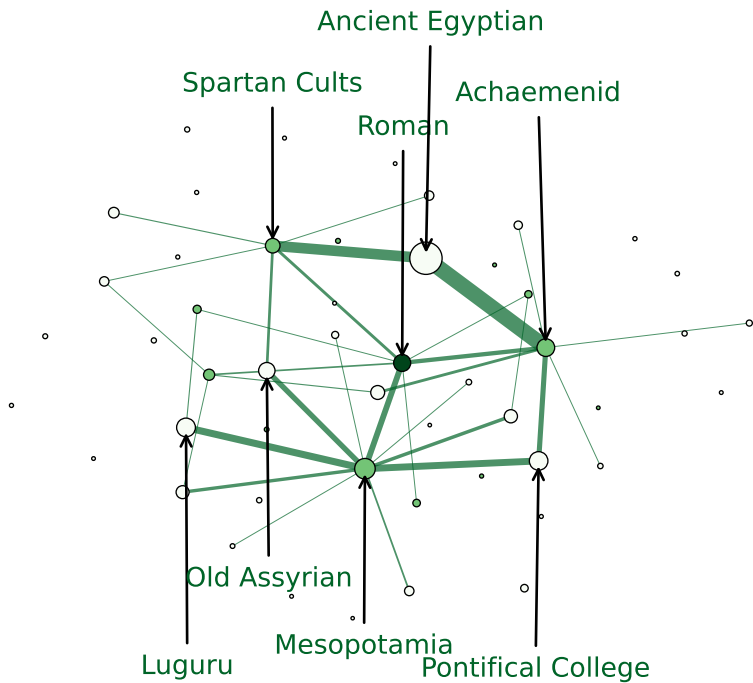 Ancient Egyptian
Spartan Cults
Achaemenid
Roman
Old Assyrian
Mesopotamia
Luguru
Pontifical College